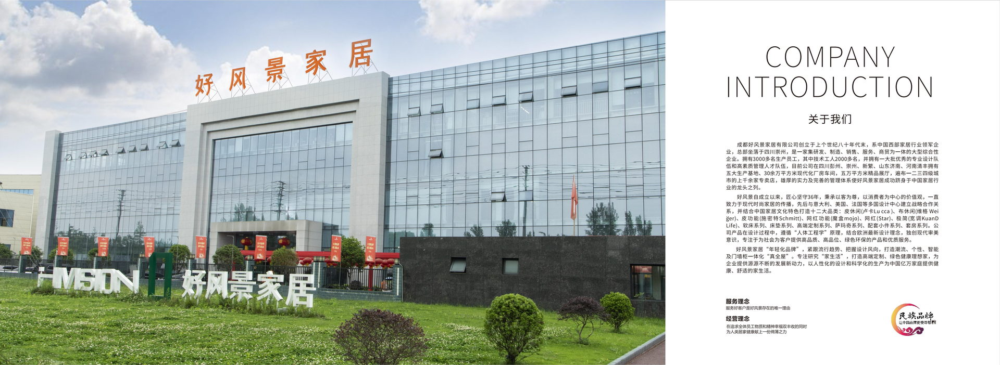 好风景家居
HMSION
好风景家居
COMPANY
INTRODUCTION
关于我们
成都好风景家居有限公司创立于上个世纪八十年代末，系中国西部家居行业领军企
业，总部坐落于四川崇州，是一家集研发、制造、销售、服务、商贸为一体的大型综合性
企业。拥有3000多名生产员工，其中技术工人2000多名，并拥有一大批优秀的专业设计队
伍和高素质管理人才队伍，目前公司在四川彭州、崇州、新繁、山东济南、河南清丰拥有
五大生产基地、30余万平方米现代化厂房车间，五万平方米精品展厅，遍布一二三四级城
市的上千余家专卖店，雄厚的实力及完善的管理体系使好风景家居成功跻身于中国家居行
业的龙头之列。
好风景自成立以来，匠心坚守36年，秉承以客为尊，以消费者为中心的价值观，一直
致力于现代时尚家居的传播，先后与意大利、美国、法国等多国设计中心建立战略合作关
系，并结合中国家居文化特色打造十二大品类：皮休闲(卢卡Lu cca )、布休闲(维格 Wei
ger)、皮功能(施密特Schmitt)、网红功能(魔盒mojo)、网红(Star)、极简(宽调KuanD
Life)、软床系列、床垫系列、高端定制系列、萨玛奇系列、配套小件系列、套房系列。公
司产品在设计过程中，遵循“人体工程学”原理，结合欧洲最新设计理念，独创现代审美
意识，专注于为社会为客户提供高品质、高品位、绿色环保的产品和优质服务。
好风景家居“年轻化品牌”，紧跟流行趋势、把握设计风向，打造潮流、个性、智能
及门墙柜一体化“真全屋”。专注研究“家生活”，打造高端定制、绿色健康理想家，为
企业提供源源不断的发展新动力，以人性化的设计和科学化的生产为中国亿万家庭提供健
康、舒适的家生活。
服务理念
服务好客户是好风景存在的唯一理由
经营理念
在追求全体员工物质和精神幸福双丰收的同时
为人类居家健康献上一份绵薄之力
民族品牌
让中国品牌更受尊敬